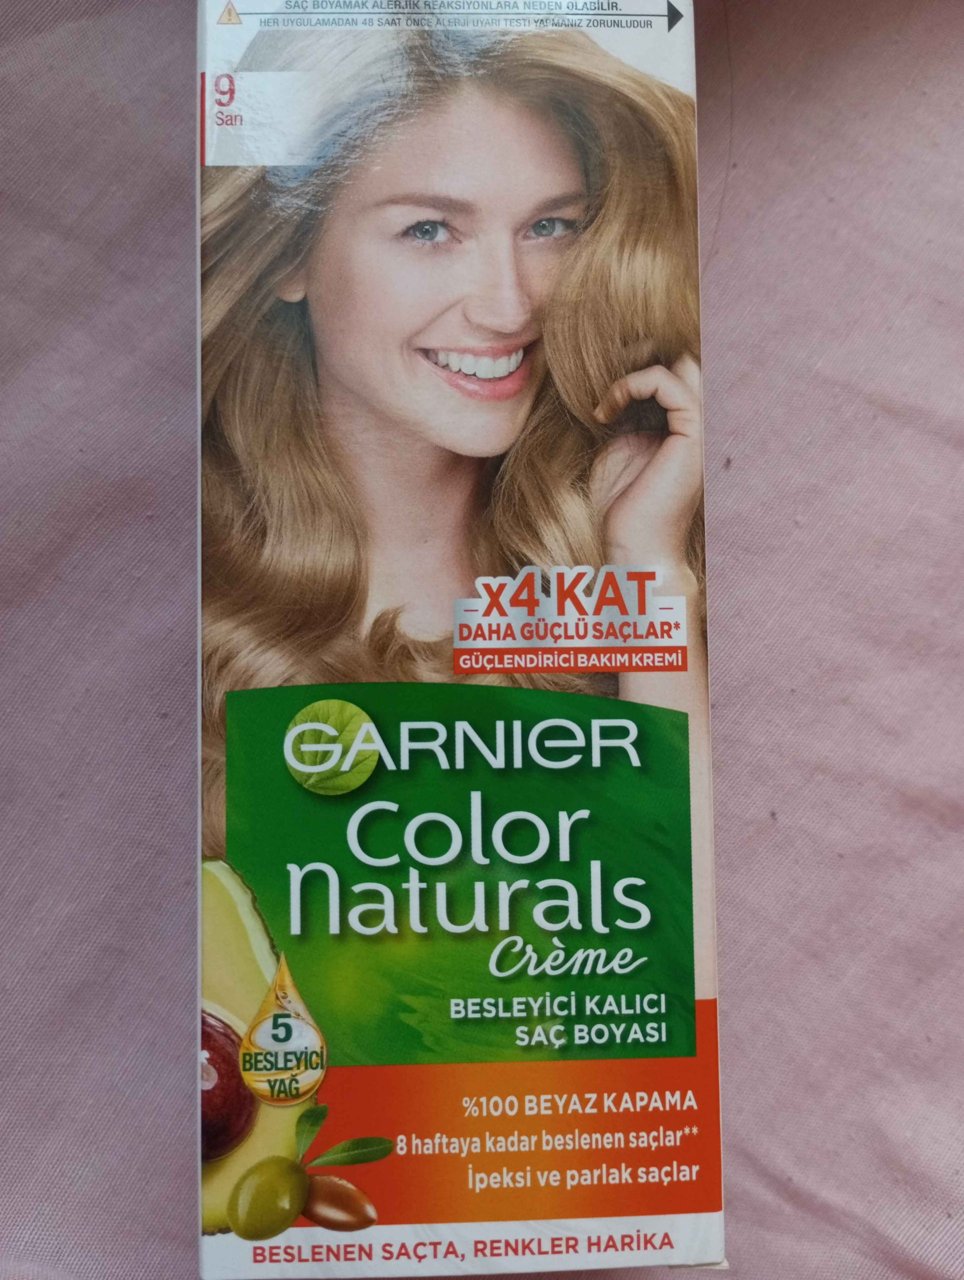 SAÇ BOYAMAK ALERJİK REAKSİYONLARA NEDEN OLABİLİR.
HER UYGULAMADAN 48 SAAT ÖNCE ALERJİ UYARI TESTİ YAPMANIZ ZORUNLUDUR
9
Sarı
x4 KAT
DAHA GÜÇLÜ SAÇLAR*
GÜÇLENDİRİCİ BAKIM KREMİ
GARNIER
Color
Naturals
Crème
BESLEYİCİ KALICI
SAÇ BOYASI
5
BESLEYİCİ
YAĞ
%100 BEYAZ KAPAMA
8 haftaya kadar beslenen saçlar**
İpeksi ve parlak saçlar
BESLENEN SAÇTA, RENKLER HARİKA